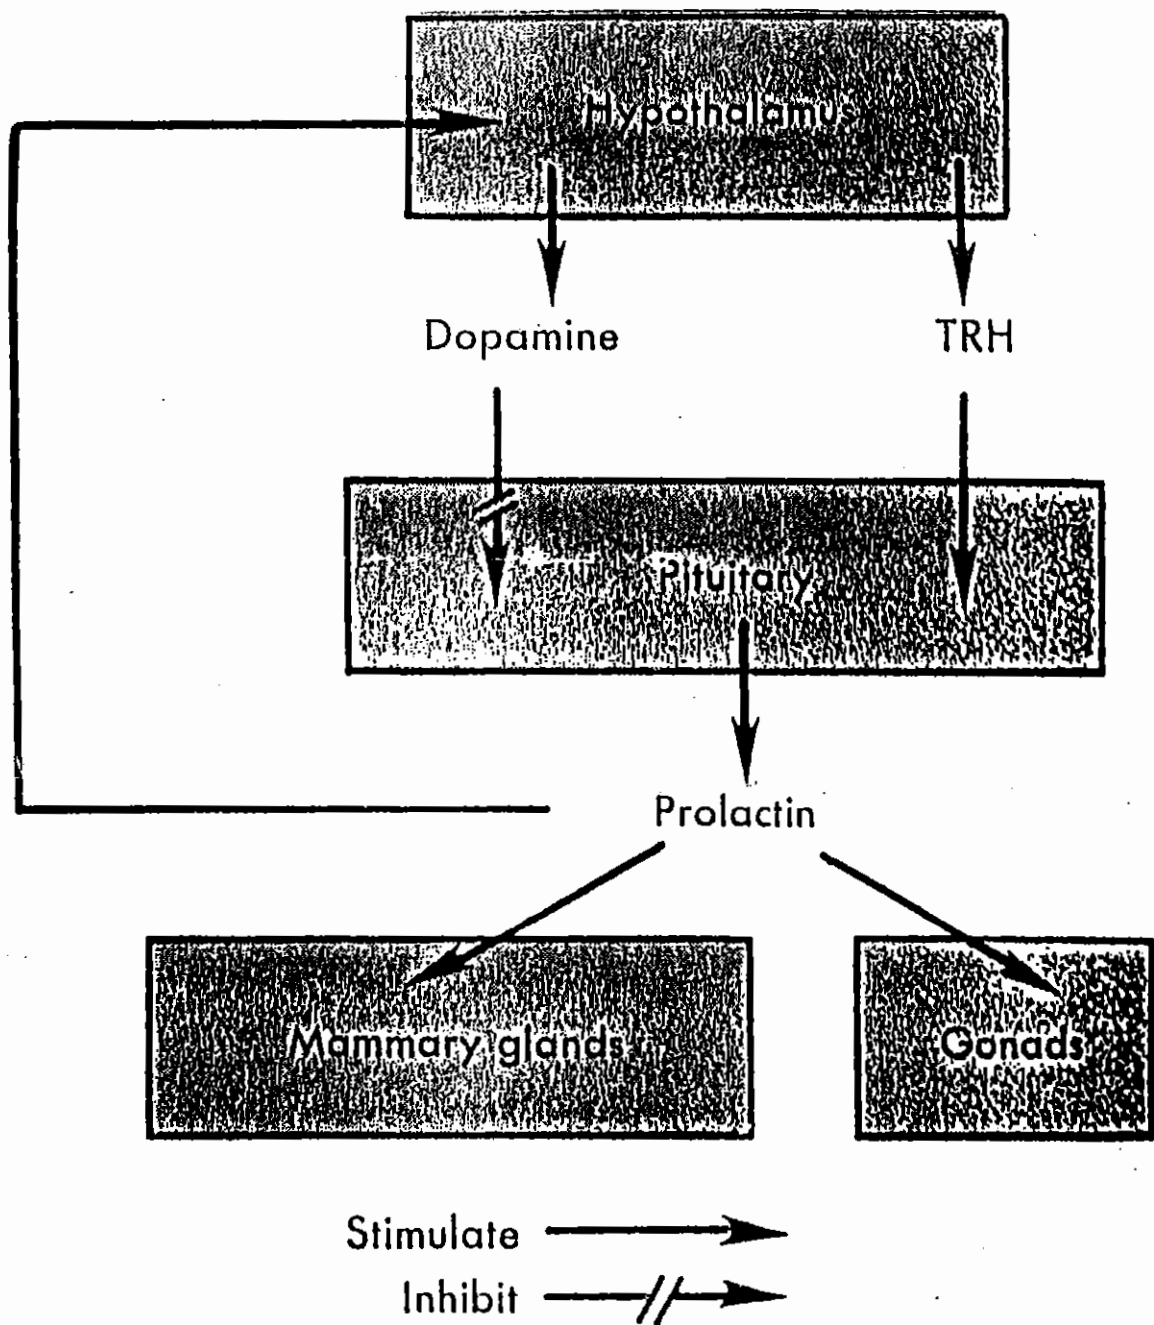 Hypothalamus
Dopamine
TRH
Pituitary
Prolactin
Mammary glands
Gonads
Stimulate
Inhibit